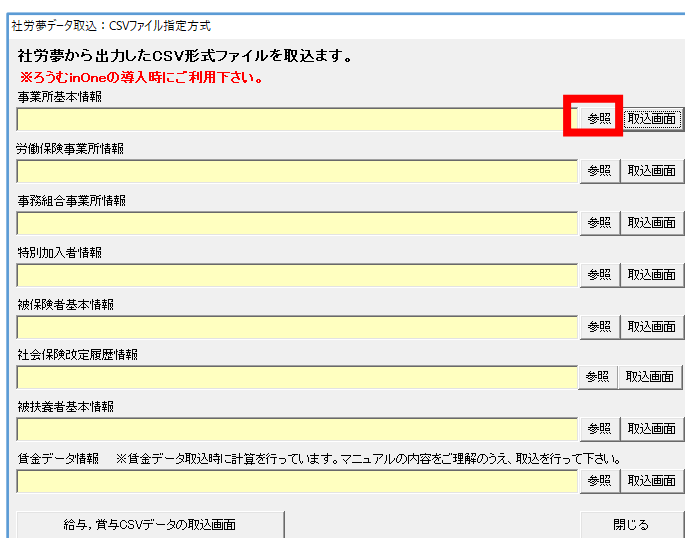 社労夢データ取込：CSVファイル指定方式
社労夢から出力したCSV形式ファイルを取込ます。
※ろうむinOneの導入時にご利用下さい。
事業所基本情報
参照 取込画面
労働保険事業所情報
参照 取込画面
事務組合事業所情報
参照 取込画面
特別加入者情報
参照 取込画面
被保険者基本情報
参照 取込画面
社会保険改定履歴情報
参照 取込画面
被扶養者基本情報
参照 取込画面
賃金データ情報 ※賃金データ取込時に計算を行っています。マニュアルの内容をご理解のうえ、取込を行って下さい。
参照 取込画面
給与，賞与CSVデータの取込画面 閉じる